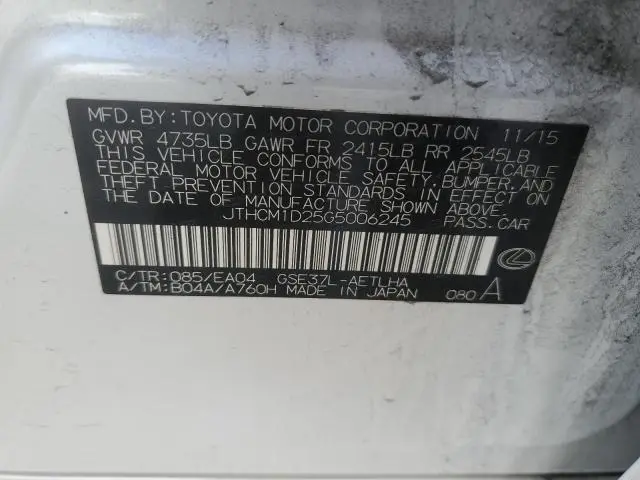 MFD. BY: TOYOTA MOTOR CORPORATION 11/15
GVWR 4735LB GAWR FR 2415LB RR 2545LB
THIS VEHICLE CONFORMS TO ALL APPLICABLE
FEDERAL MOTOR VEHICLE SAFETY, BUMPER, AND
THEFT PREVENTION STANDARDS IN EFFECT ON
THE DATE OF MANUFACTURE SHOWN ABOVE.
JTHCM1D25G5006245 PASS. CAR
C/TR: 085/EA04 GSE37L-AETLHA
A/TM: B04A/A760H MADE IN JAPAN 080 A